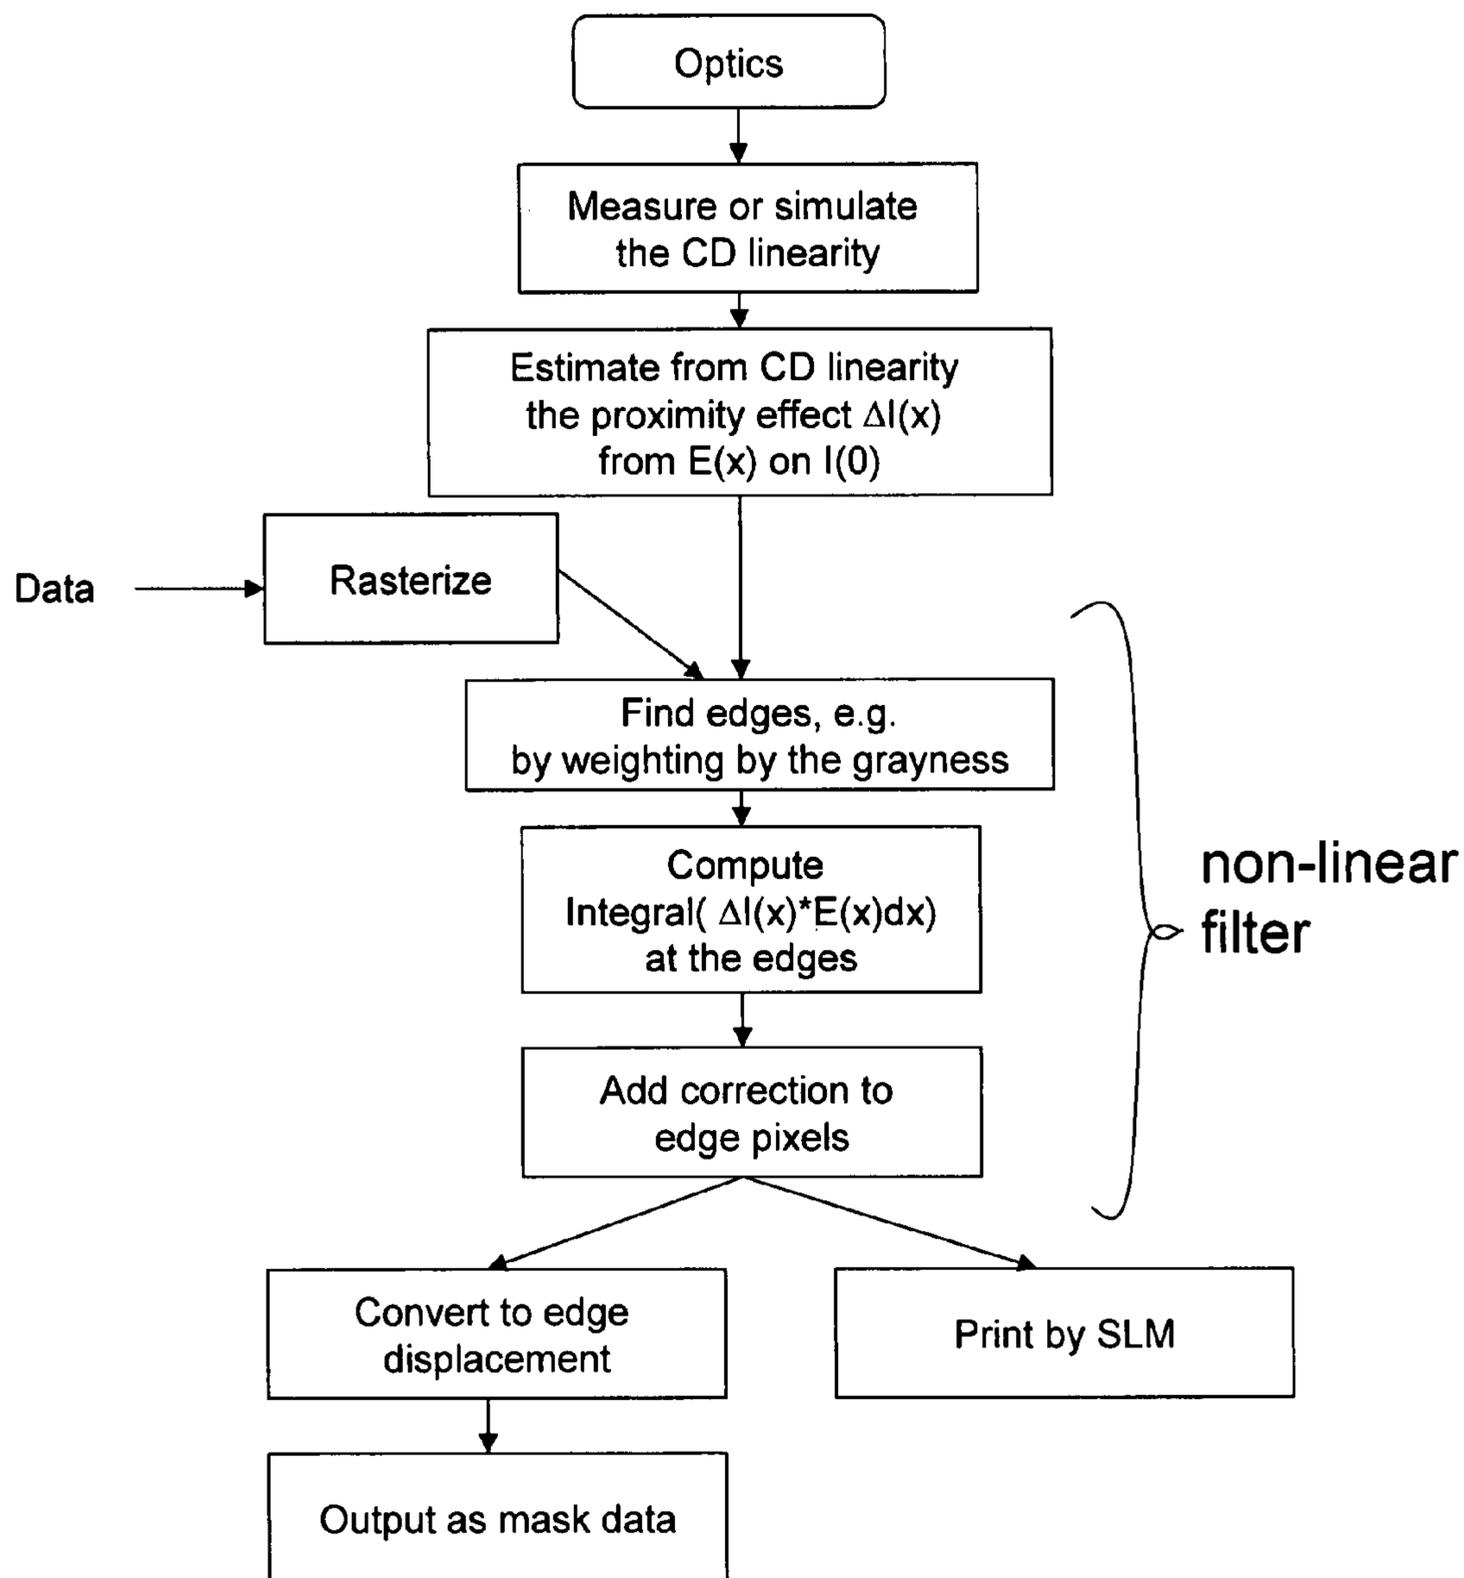 Optics
Measure or simulate
the CD linearity
Estimate from CD linearity
the proximity effect ΔI(x)
from E(x) on I(0)
Data
Rasterize
Find edges, e.g.
by weighting by the grayness
Compute
Integral( ΔI(x)*E(x)dx)
at the edges
non-linear
filter
Add correction to
edge pixels
Convert to edge
displacement
Print by SLM
Output as mask data